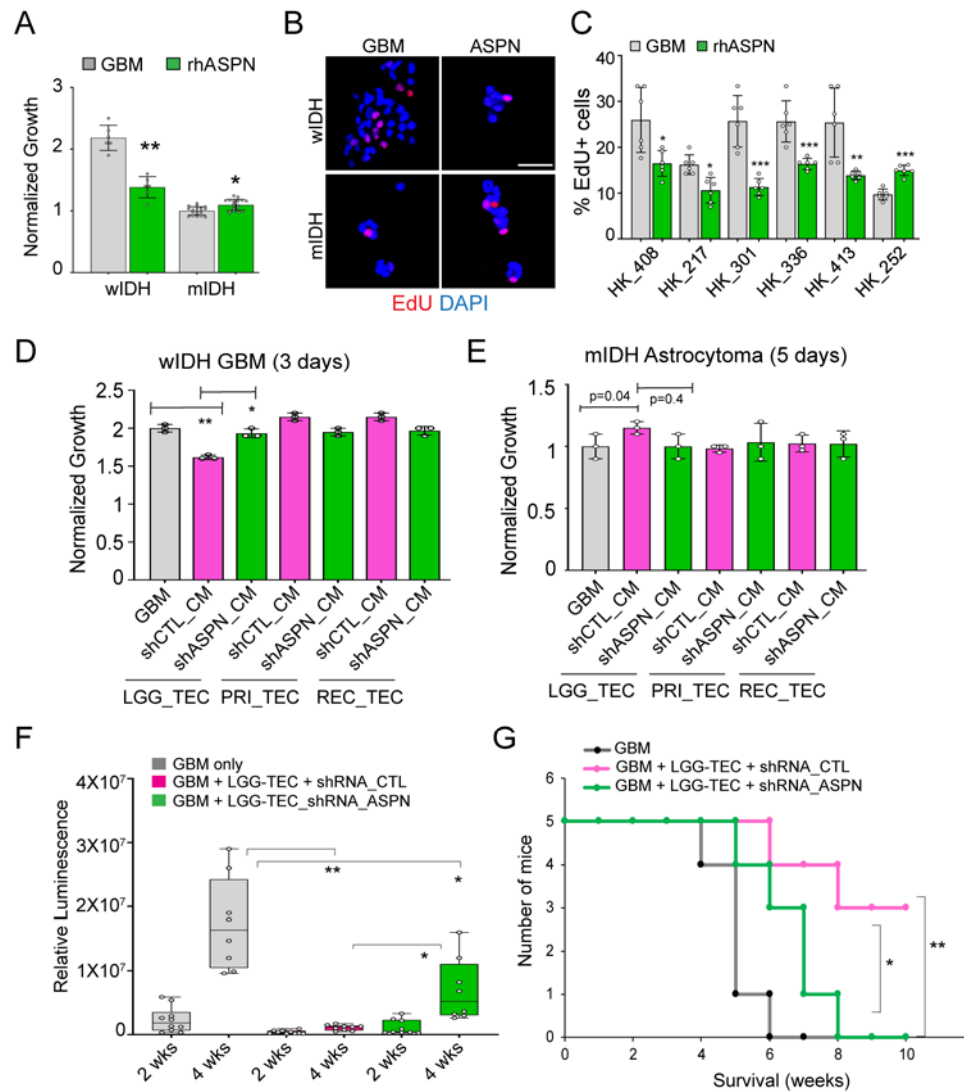 A
GBM rhASPN
Normalized Growth
3
2
1
0
**
*
wIDH mIDH
B
GBM ASPN
wIDH
mIDH
EdU DAPI
C
GBM rhASPN
% EdU+ cells
40
30
20
10
0
* * *** *** ** ***
HK_408 HK_217 HK_301 HK_336 HK_413 HK_252
D
wIDH GBM (3 days)
Normalized Growth
2.5
2
1.5
1
0
** *
GBM shCTL_CM shASPN_CM shCTL_CM shASPN_CM shCTL_CM shASPN_CM
LGG_TEC PRI_TEC REC_TEC
E
mIDH Astrocytoma (5 days)
Normalized Growth
1.5
1
0.5
0
p=0.04 p=0.4
GBM shCTL_CM shASPN_CM shCTL_CM shASPN_CM shCTL_CM shASPN_CM
LGG_TEC PRI_TEC REC_TEC
F
GBM only
GBM + LGG-TEC + shRNA_CTL
GBM + LGG-TEC_shRNA_ASPN
Relative Luminescence
4X10⁷
3X10⁷
2X10⁷
1X10⁷
0
**
*
*
2 wks 4 wks 2 wks 4 wks 2 wks 4 wks
G
GBM
GBM + LGG-TEC + shRNA_CTL
GBM + LGG-TEC + shRNA_ASPN
Number of mice
6
5
4
3
2
1
0
* **
0 2 4 6 8 10
Survival (weeks)